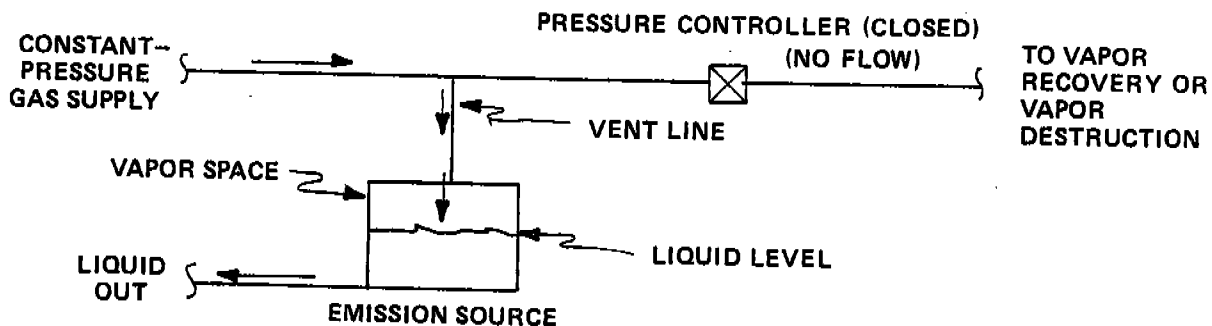 PRESSURE CONTROLLER (CLOSED)
(NO FLOW)
CONSTANT-
PRESSURE
GAS SUPPLY
TO VAPOR
RECOVERY OR
VAPOR
DESTRUCTION
VENT LINE
VAPOR SPACE
LIQUID LEVEL
LIQUID
OUT
EMISSION SOURCE